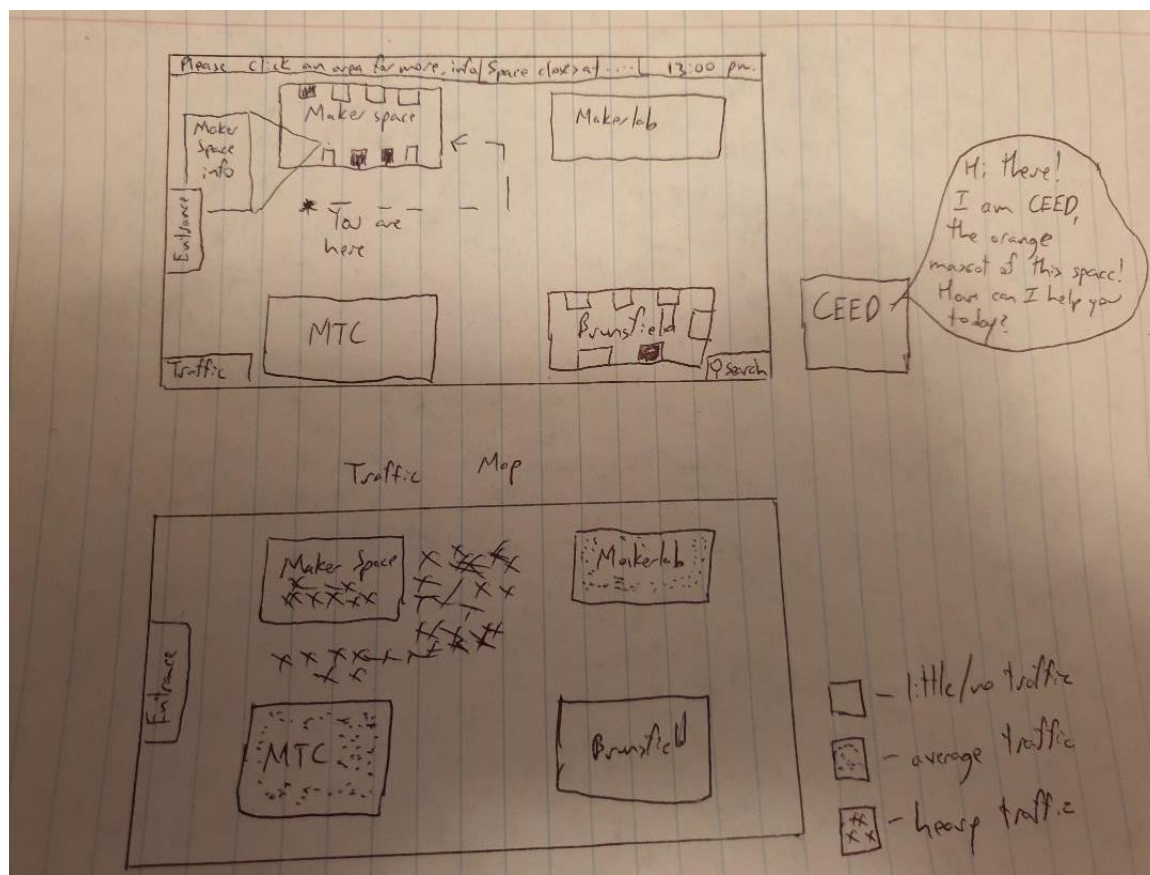 Please click an area for more info
Space closes at .....
13:00 pm.
Maker space
Makerlab
Maker
Space
info
Entrance
* You are
here
MTC
Brunsfield
Traffic
Search
CEED
Hi there!
I am CEED,
the orange
mascot of this space!
How can I help you
today?
Traffic Map
Maker Space
Makerlab
Entrance
MTC
Brunsfield
- little/no traffic
- average traffic
- heavy traffic